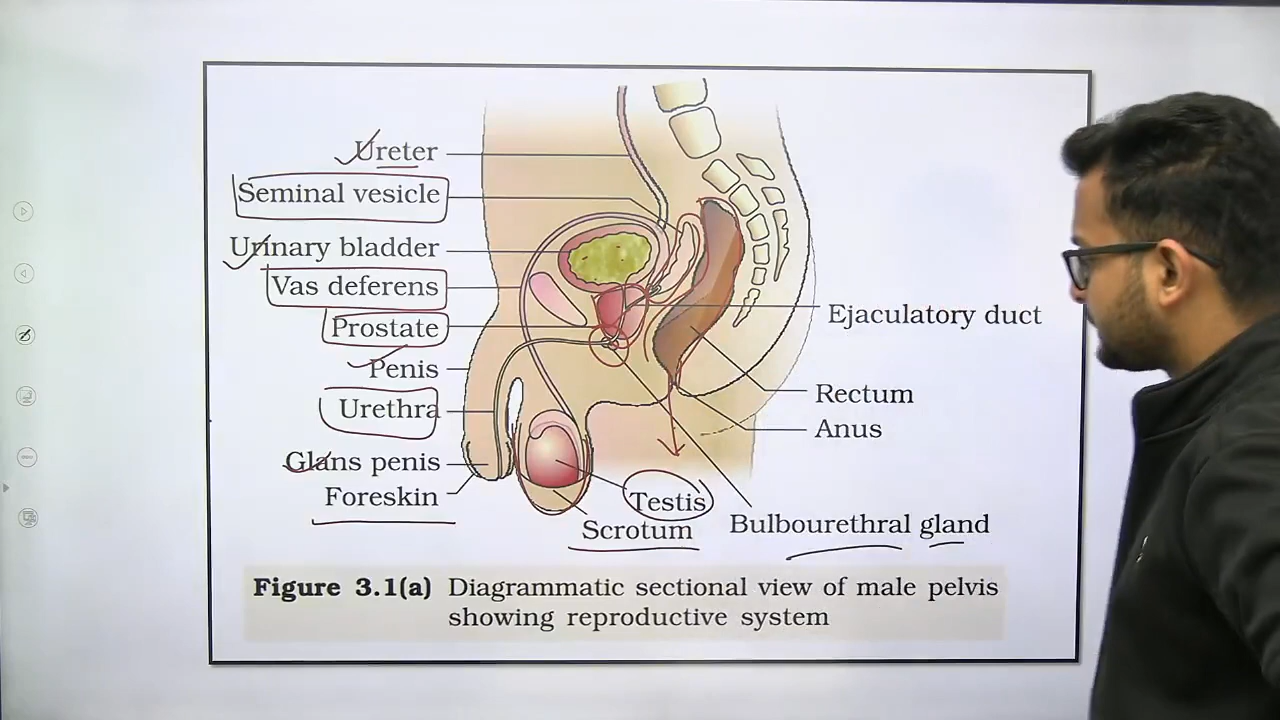 Ureter
Seminal vesicle
Urinary bladder
Vas deferens
Prostate
Penis
Urethra
Glans penis
Foreskin
Ejaculatory duct
Rectum
Anus
Testis
Scrotum
Bulbourethral gland
Figure 3.1(a) Diagrammatic sectional view of male pelvis
showing reproductive system